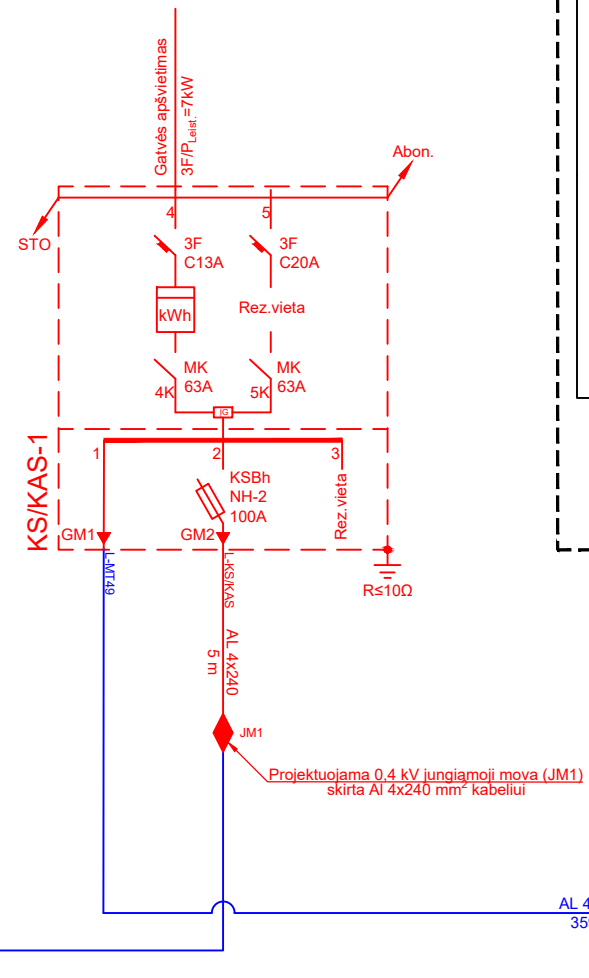 Gatvės apšvietimas
3F/PLeist.=7kW
Abon.
STO
4
5
3F
C13A
3F
C20A
kWh
Rez.vieta
MK
63A
4K
MK
63A
5K
IG
KS/KAS-1
1
2
3
KSBh
NH-2
100A
Rez.vieta
GM1
GM2
R≤10Ω
L-MT49
L-KS/KAS
AL 4x240
5 m
JM1
Projektuojama 0,4 kV jungiamoji mova (JM1)
skirta Al 4x240 mm² kabeliui
AL 4
35